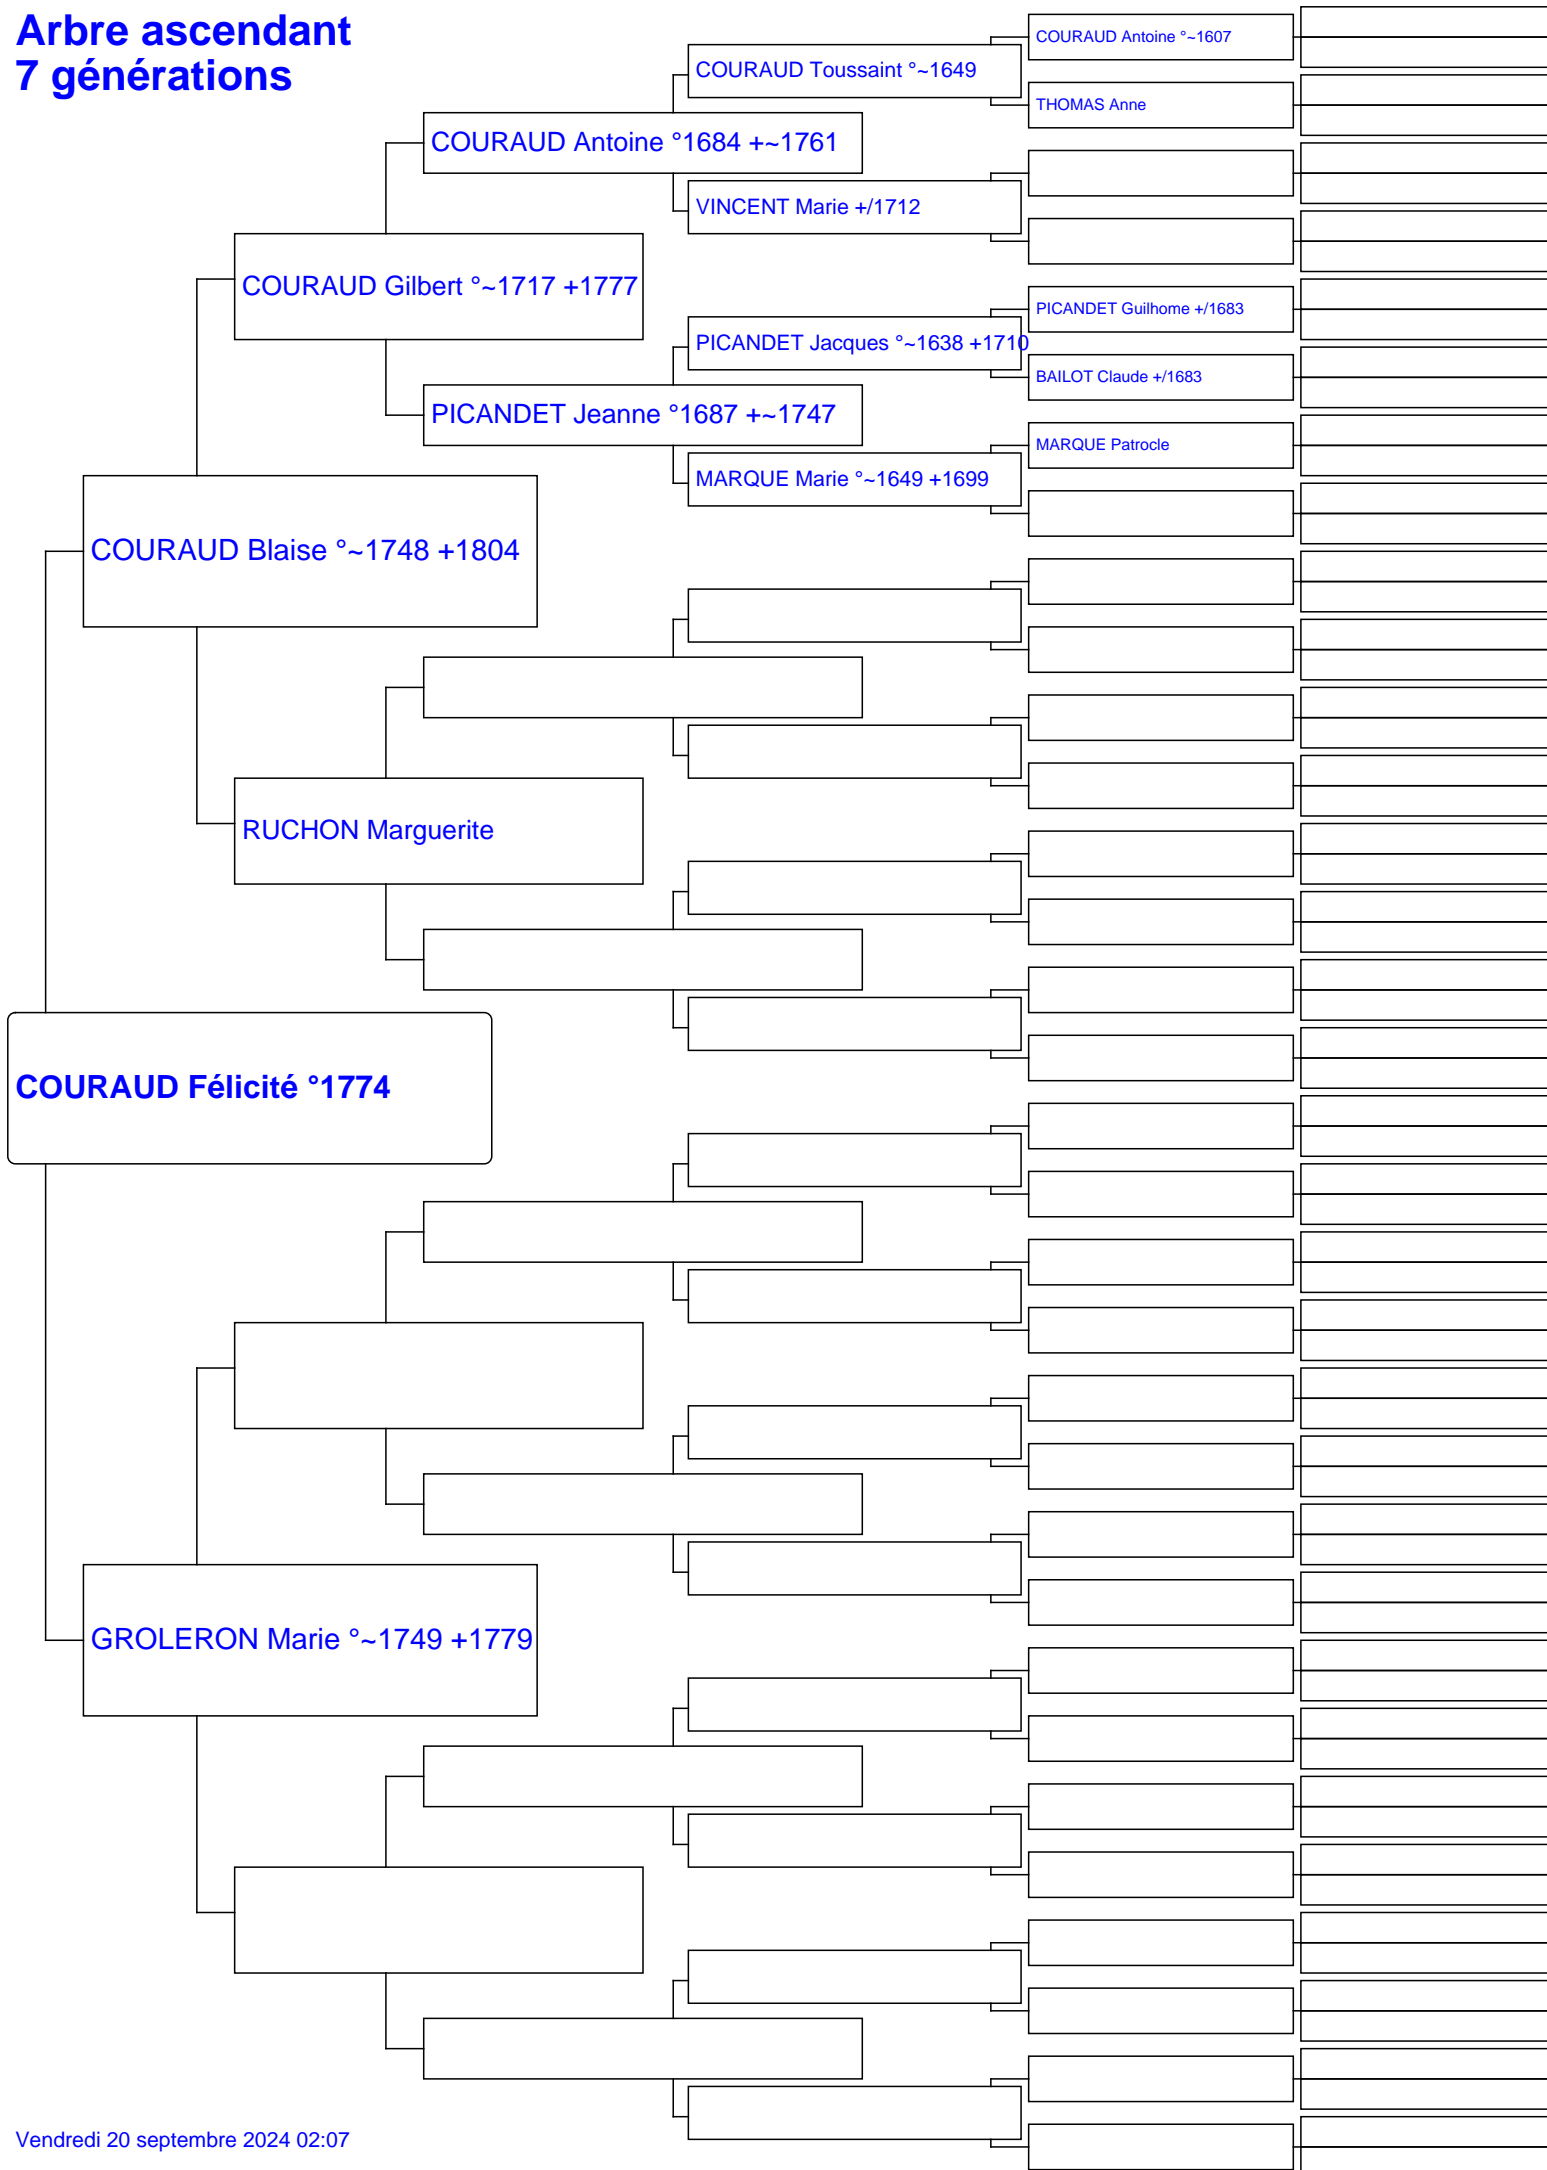 Arbre ascendant
7 générations
COURAUD Antoine °~1607
COURAUD Toussaint °~1649
THOMAS Anne
COURAUD Antoine °1684 +~1761
VINCENT Marie +/1712
COURAUD Gilbert °~1717 +1777
PICANDET Guilhome +/1683
PICANDET Jacques °~1638 +1710
BAILOT Claude +/1683
PICANDET Jeanne °1687 +~1747
MARQUE Patrocle
MARQUE Marie °~1649 +1699
COURAUD Blaise °~1748 +1804
RUCHON Marguerite
COURAUD Félicité °1774
GROLERON Marie °~1749 +1779
Vendredi 20 septembre 2024 02:07